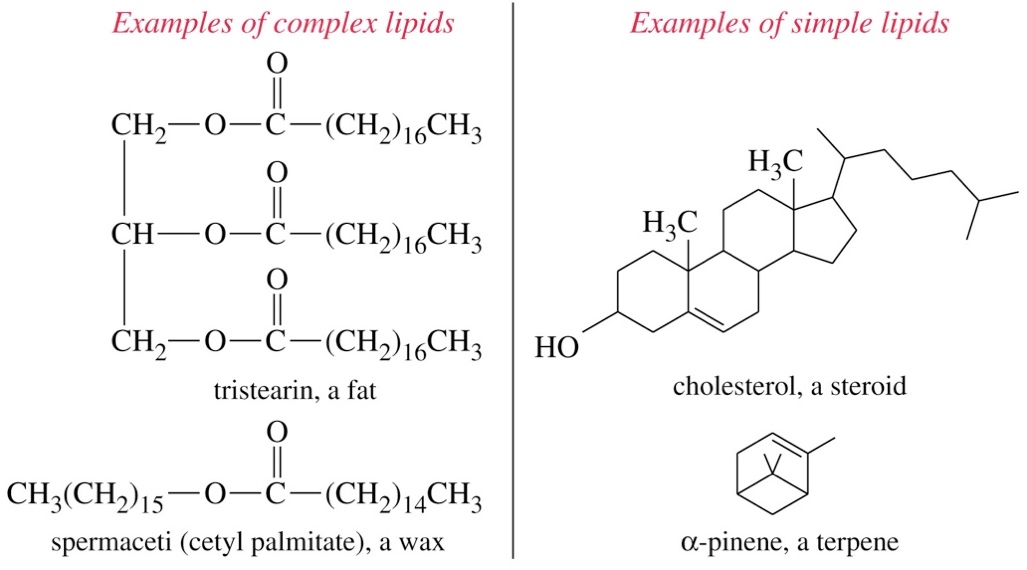 Examples of complex lipids
O
CH₂—O—C—(CH₂)₁₆CH₃
O
CH—O—C—(CH₂)₁₆CH₃
O
CH₂—O—C—(CH₂)₁₆CH₃
tristearin, a fat
O
CH₃(CH₂)₁₅—O—C—(CH₂)₁₄CH₃
spermaceti (cetyl palmitate), a wax
Examples of simple lipids
H₃C
H₃C
HO
cholesterol, a steroid
α-pinene, a terpene